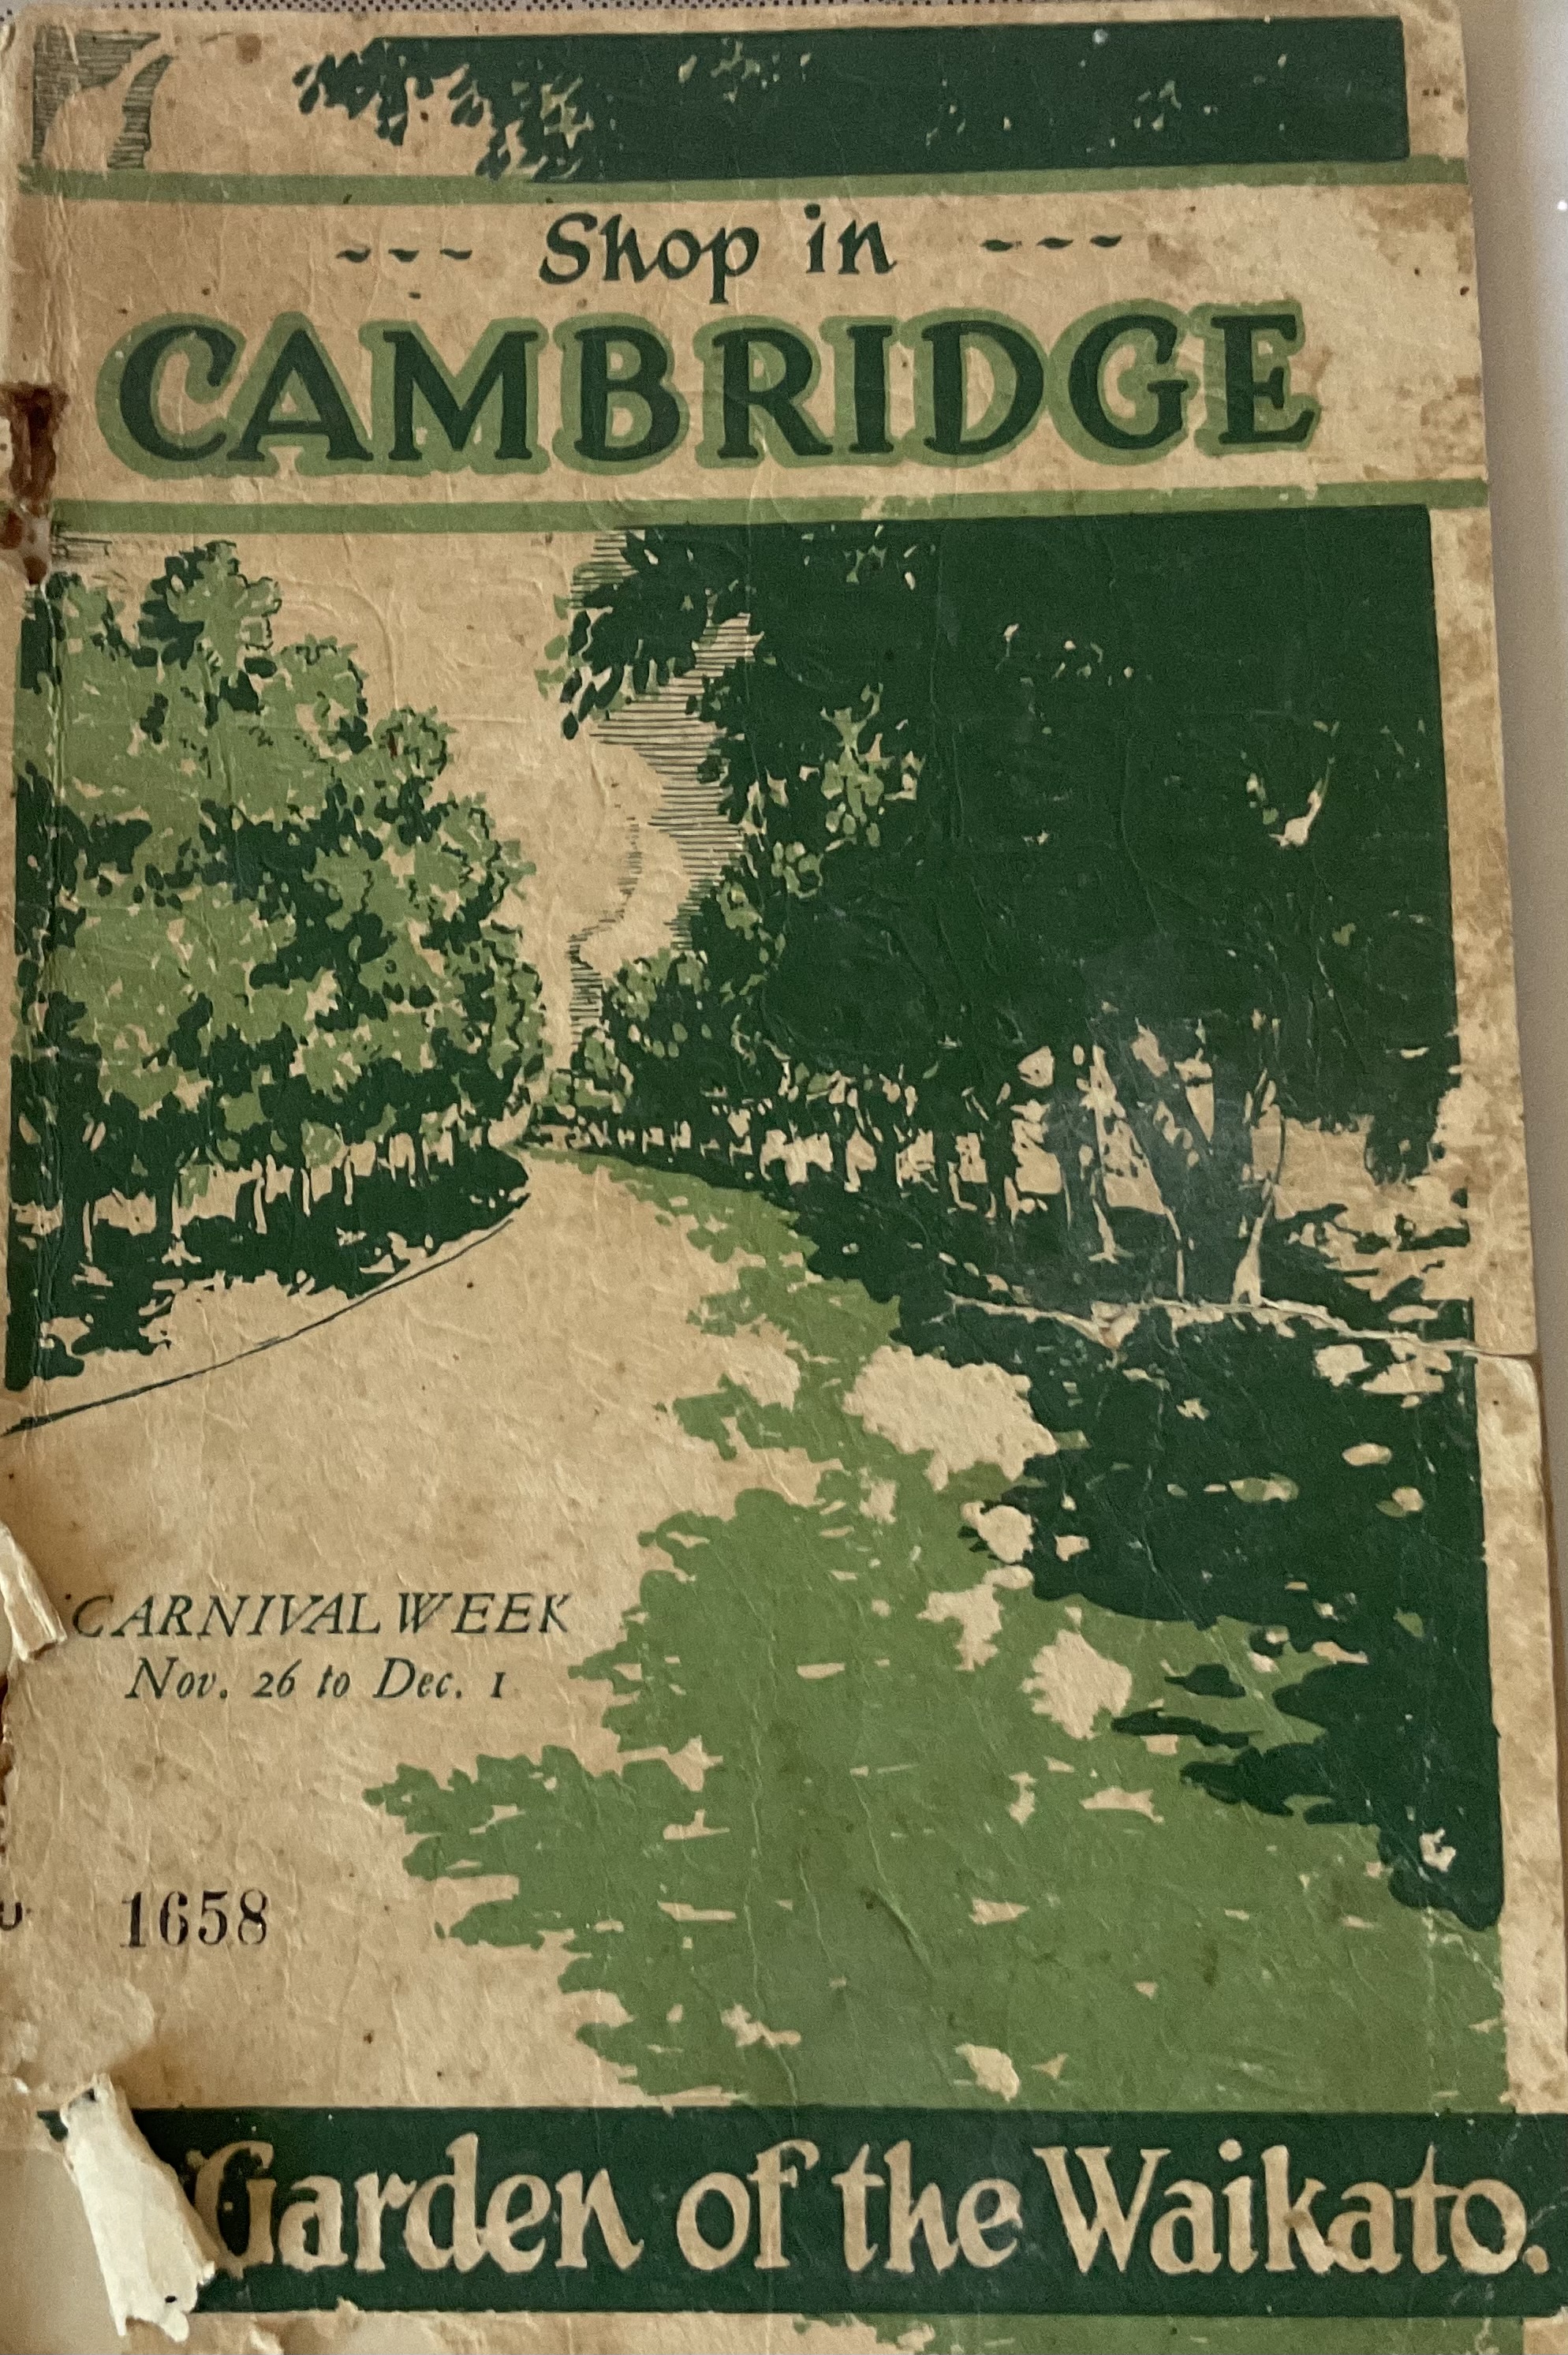 --- Shop in ---
CAMBRIDGE
CARNIVAL WEEK
Nov. 26 to Dec. 1
1658
Garden of the Waikato.